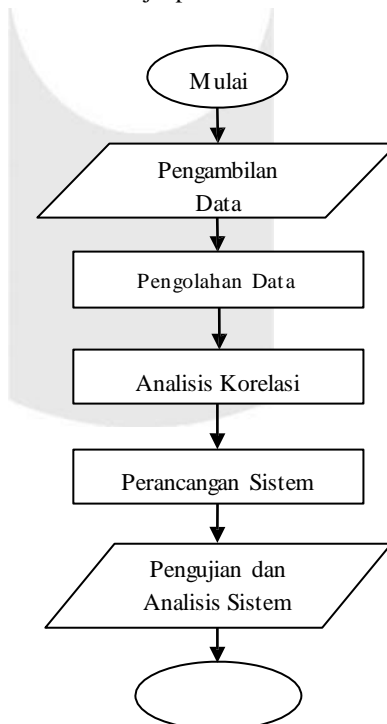 Mulai
Pengambilan
Data
Pengolahan Data
Analisis Korelasi
Perancangan Sistem
Pengujian dan
Analisis Sistem